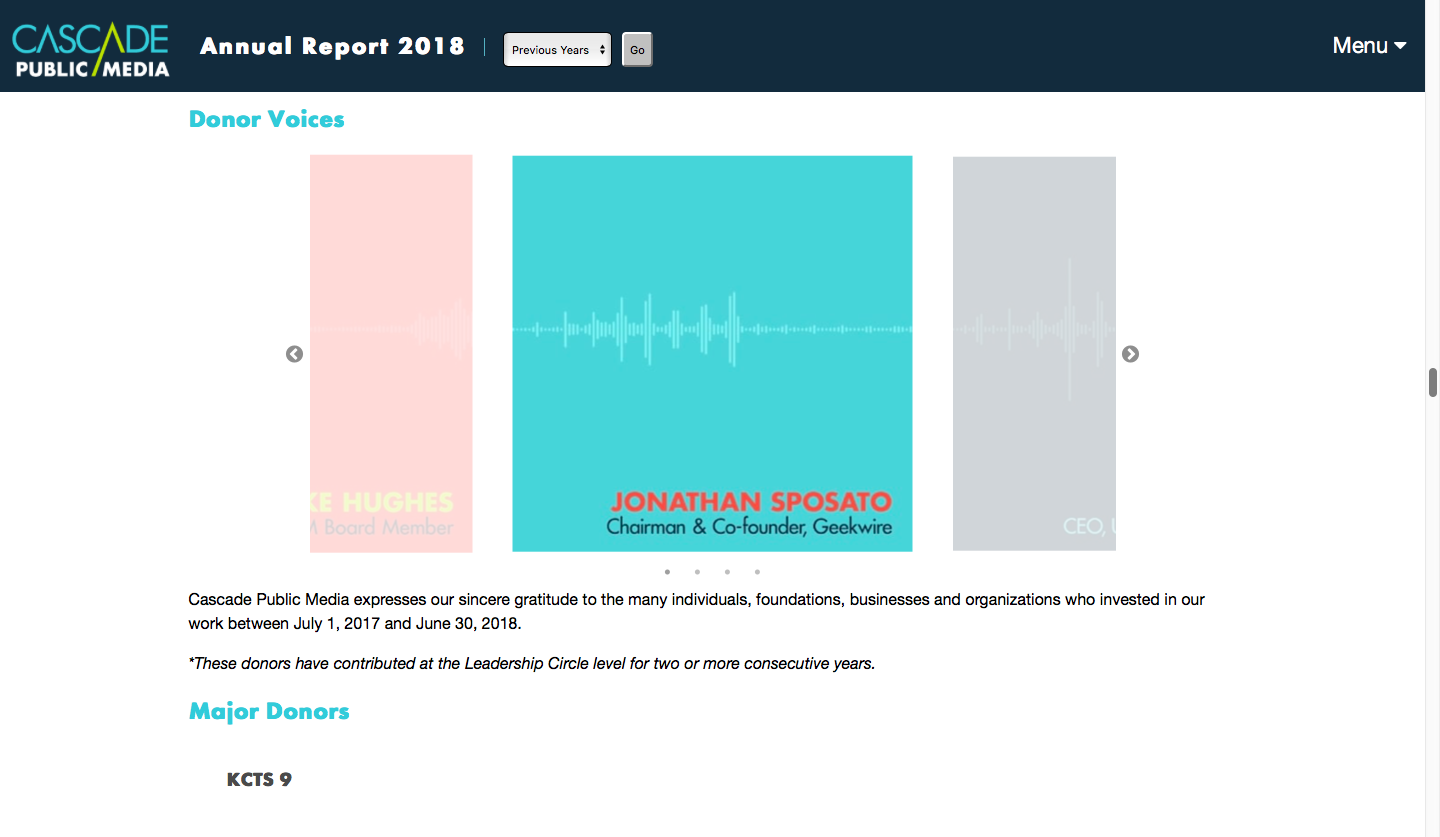 CASCADE
PUBLIC MEDIA
Annual Report 2018
Previous Years
Go
Menu
Donor Voices
HUGHES
Board Member
JONATHAN SPOSATO
Chairman & Co-founder, Geekwire
CEO,
Cascade Public Media expresses our sincere gratitude to the many individuals, foundations, businesses and organizations who invested in our
work between July 1, 2017 and June 30, 2018.
*These donors have contributed at the Leadership Circle level for two or more consecutive years.
Major Donors
KCTS 9